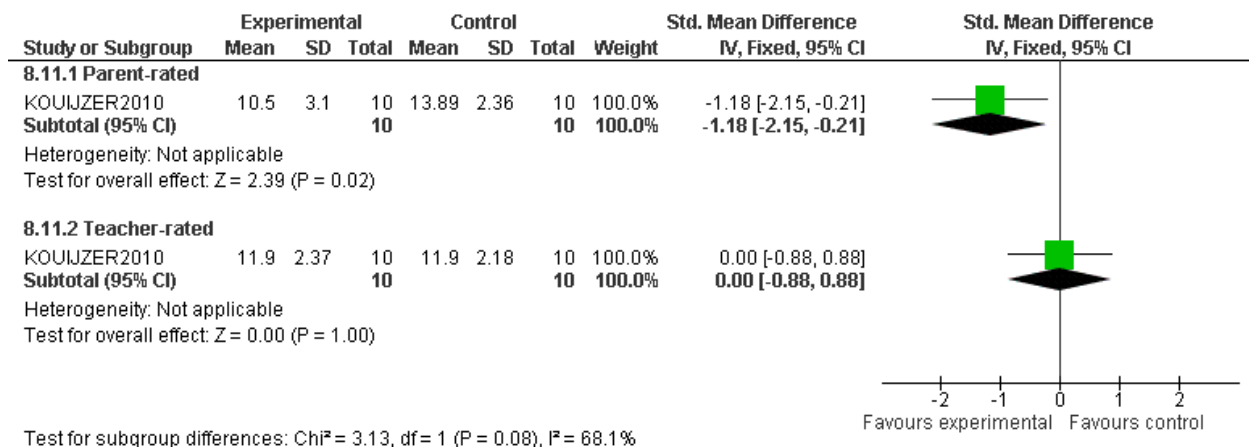 Experimental Control Std. Mean Difference Std. Mean Difference
Study or Subgroup Mean SD Total Mean SD Total Weight IV, Fixed, 95% CI IV, Fixed, 95% CI
8.11.1 Parent-rated
KOUIJZER2010 10.5 3.1 10 13.89 2.36 10 100.0% -1.18 [-2.15, -0.21]
Subtotal (95% CI) 10 10 100.0% -1.18 [-2.15, -0.21]
Heterogeneity: Not applicable
Test for overall effect: Z = 2.39 (P = 0.02)
8.11.2 Teacher-rated
KOUIJZER2010 11.9 2.37 10 11.9 2.18 10 100.0% 0.00 [-0.88, 0.88]
Subtotal (95% CI) 10 10 100.0% 0.00 [-0.88, 0.88]
Heterogeneity: Not applicable
Test for overall effect: Z = 0.00 (P = 1.00)
-2 -1 0 1 2
Favours experimental Favours control
Test for subgroup differences: Chi² = 3.13, df = 1 (P = 0.08), I² = 68.1%